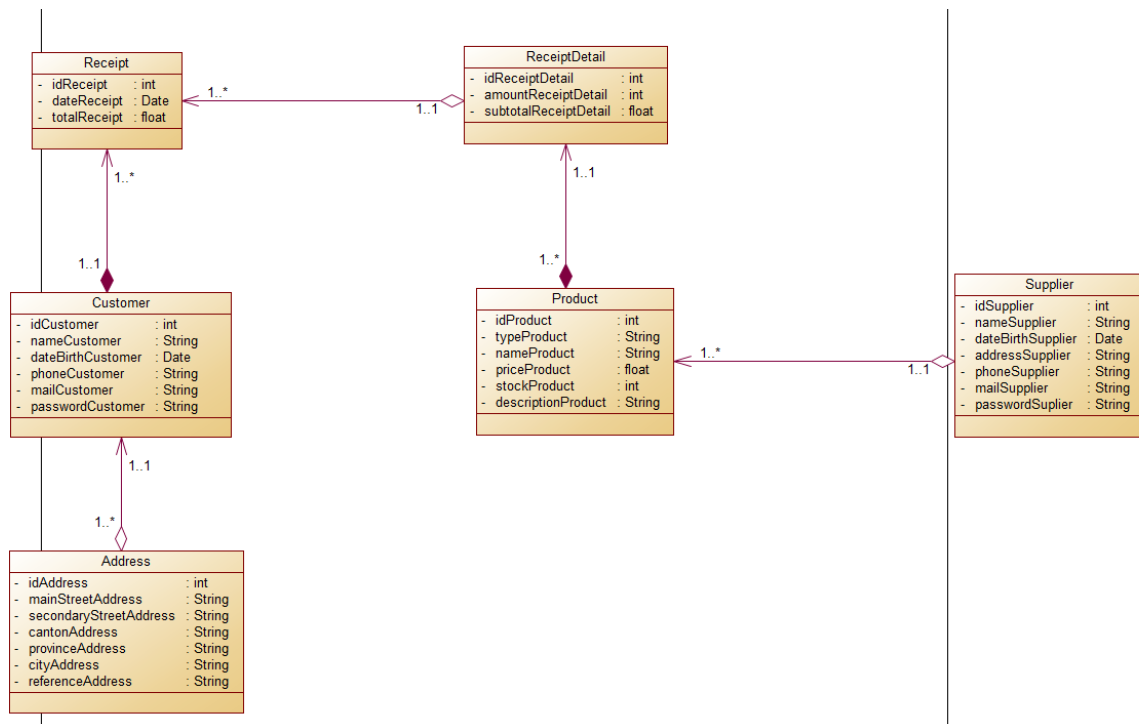 Receipt
- idReceipt : int
- dateReceipt : Date
- totalReceipt : float
ReceiptDetail
- idReceiptDetail : int
- amountReceiptDetail : int
- subtotalReceiptDetail : float
1..*
1..1
1..*
1..1
1..1
1..*
Customer
- idCustomer : int
- nameCustomer : String
- dateBirthCustomer : Date
- phoneCustomer : String
- mailCustomer : String
- passwordCustomer : String
Product
- idProduct : int
- typeProduct : String
- nameProduct : String
- priceProduct : float
- stockProduct : int
- descriptionProduct : String
1..*
1..1
Supplier
- idSupplier : int
- nameSupplier : String
- dateBirthSupplier : Date
- addressSupplier : String
- phoneSupplier : String
- mailSupplier : String
- passwordSuplier : String
1..1
1..*
Address
- idAddress : int
- mainStreetAddress : String
- secondaryStreetAddress : String
- cantonAddress : String
- provinceAddress : String
- cityAddress : String
- referenceAddress : String